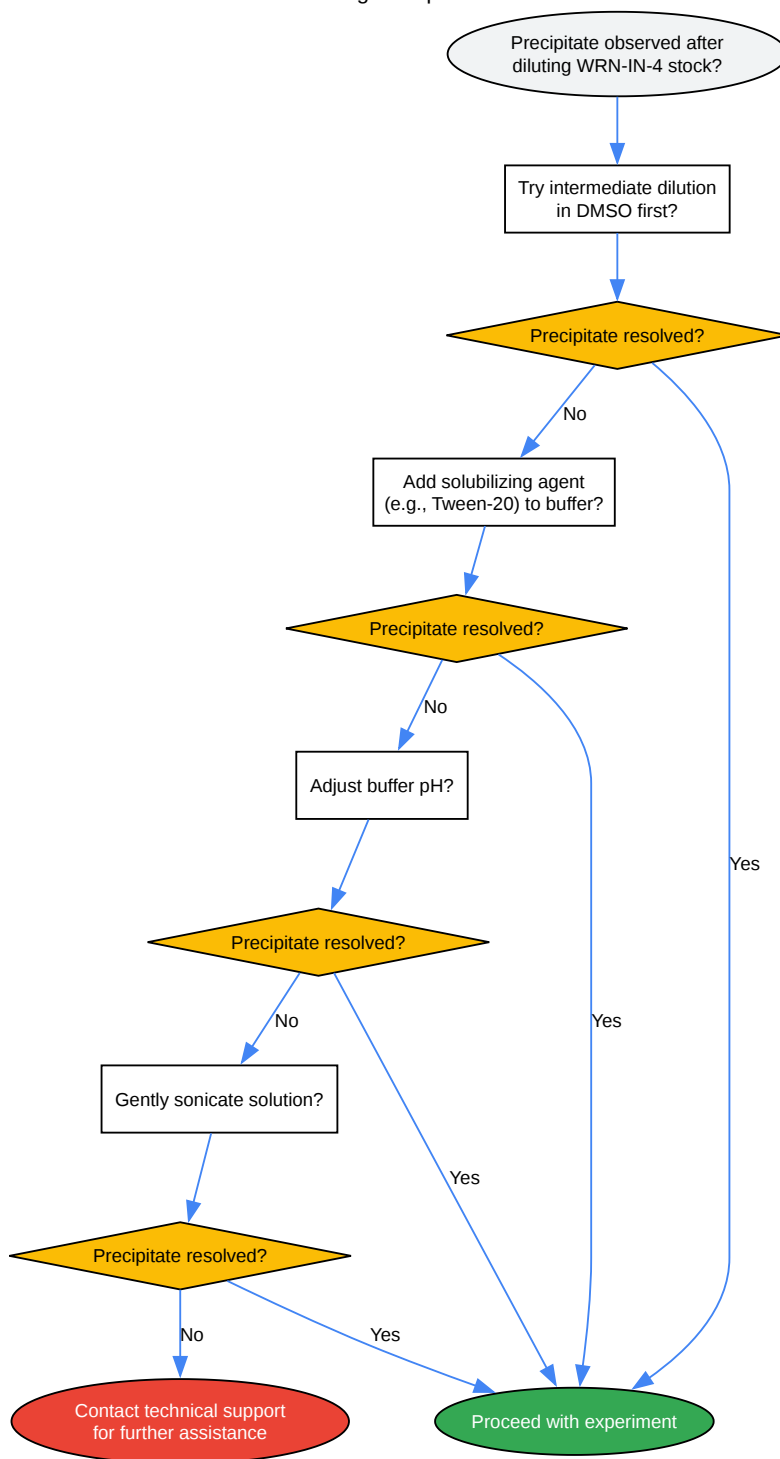 Precipitate observed after
diluting WRN-IN-4 stock?
Try intermediate dilution
in DMSO first?
Precipitate resolved?
No
Add solubilizing agent
(e.g., Tween-20) to buffer?
Precipitate resolved?
No
Adjust buffer pH?
Yes
Precipitate resolved?
No
Yes
Gently sonicate solution?
Yes
Precipitate resolved?
No
Yes
Contact technical support
for further assistance
Proceed with experiment